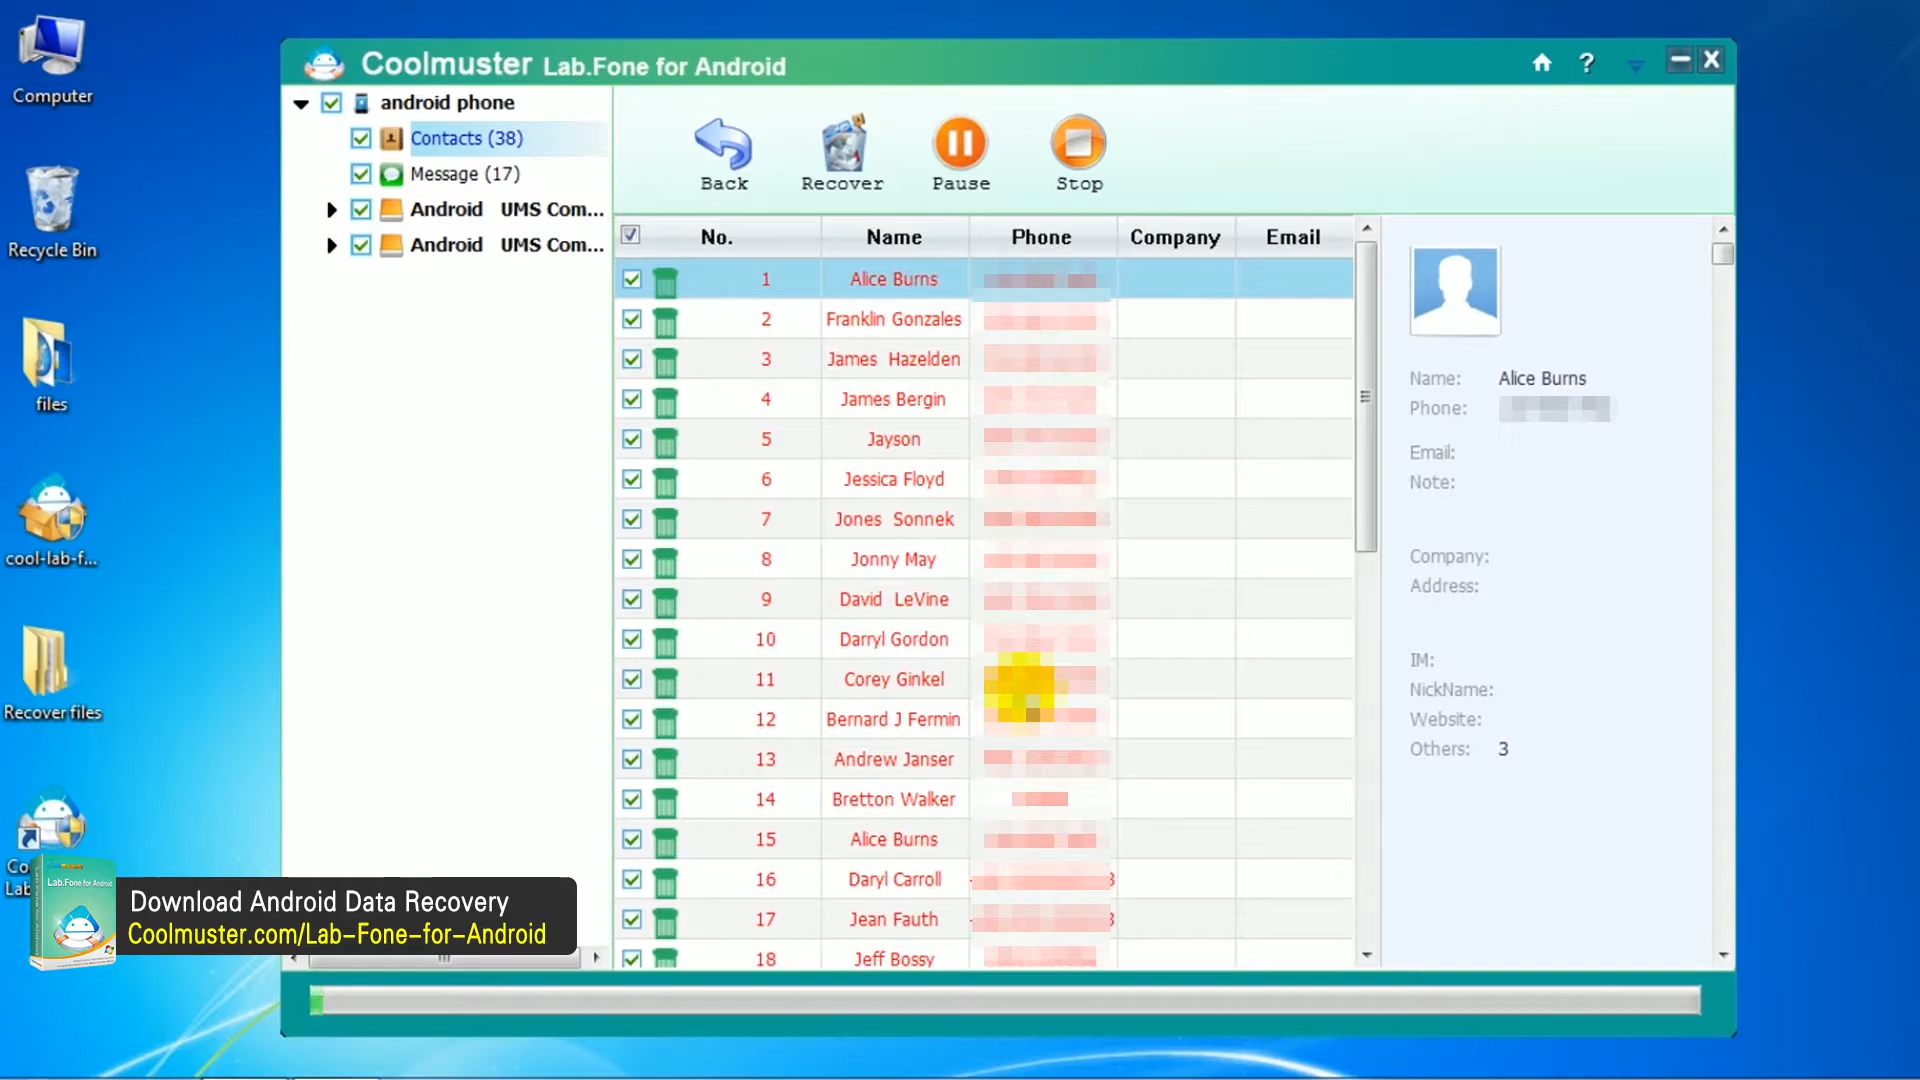 Computer
Recycle Bin
files
cool-lab-f...
Recover files
Coolmuster Lab.Fone for Android
?
android phone
Contacts (38)
Message (17)
Android UMS Com...
Android UMS Com...
Back
Recover
Pause
Stop
No. Name Phone Company Email
1 Alice Burns
2 Franklin Gonzales
3 James Hazelden
4 James Bergin
5 Jayson
6 Jessica Floyd
7 Jones Sonnek
8 Jonny May
9 David LeVine
10 Darryl Gordon
11 Corey Ginkel
12 Bernard J Fermin
13 Andrew Janser
14 Bretton Walker
15 Alice Burns
16 Daryl Carroll
17 Jean Fauth
18 Jeff Bossy
Name: Alice Burns
Phone:
Email:
Note:
Company:
Address:
IM:
NickName:
Website:
Others: 3
Lab.Fone for Android
Download Android Data Recovery
Coolmuster.com/Lab-Fone-for-Android